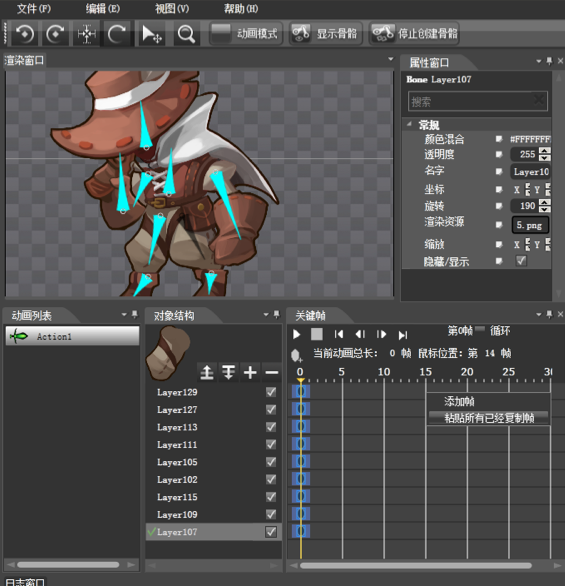 文件(F) 编辑(E) 视图(V) 帮助(H)
动画模式 显示骨骼 停止创建骨骼
渲染窗口
属性窗口
Bone Layer107
搜索
常规
颜色混合 #FFFFFFFF
透明度 255
名字 Layer10
坐标 X Y
旋转 190
渲染资源 5.png
缩放 X Y
隐藏/显示
动画列表
Action1
对象结构
Layer129
Layer127
Layer113
Layer111
Layer105
Layer102
Layer115
Layer109
Layer107
关键帧
第0帧 循环
当前动画总长: 0 帧 鼠标位置:第 14 帧
0 5 10 15 20 25 30
添加帧
粘贴所有已经复制帧
日志窗口